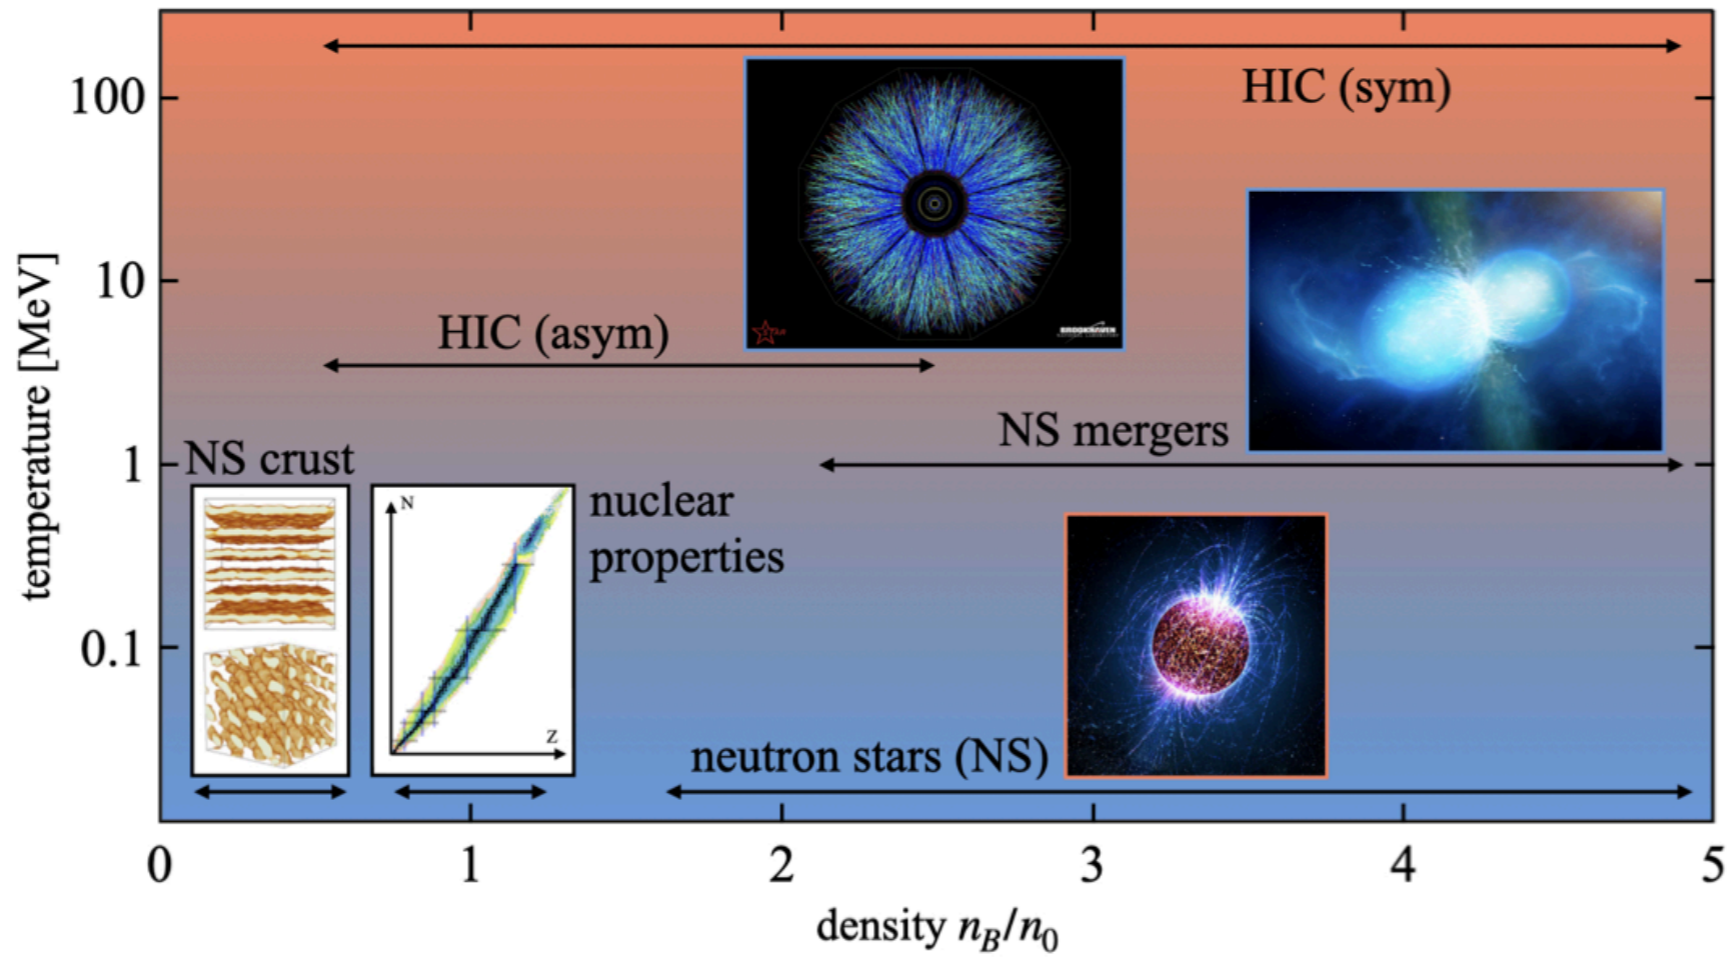 HIC (sym)
100
10
HIC (asym)
BROOKHAVEN
NS mergers
1
NS crust
N
nuclear
properties
0.1
Z
neutron stars (NS)
temperature [MeV]
0 1 2 3 4 5
density n_B/n_0